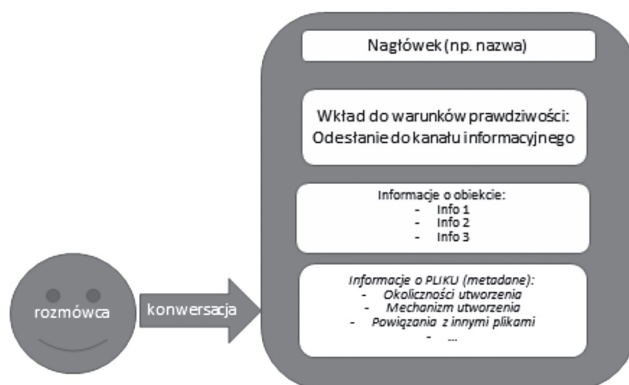 Nagłówek (np. nazwa)
Wkład do warunków prawdziwości:
Odesłanie do kanału informacyjnego
Informacje o obiekcie:
- Info 1
- Info 2
- Info 3
Informacje o PLIKU (metadane):
- Okoliczności utworzenia
- Mechanizm utworzenia
- Powiązania z innymi plikami
- ...
rozmówca
konwersacja